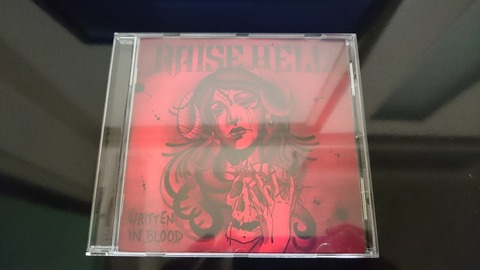 RAISE HELL
WRITTEN
IN BLOOD